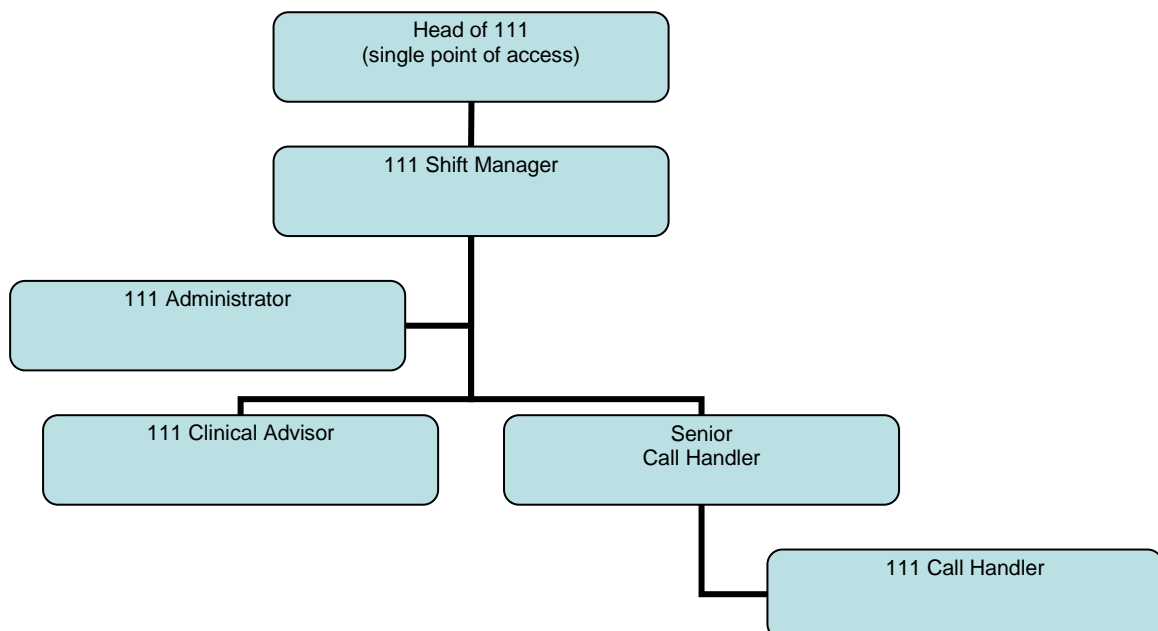 Head of 111
(single point of access)
111 Shift Manager
111 Administrator
111 Clinical Advisor
Senior
Call Handler
111 Call Handler